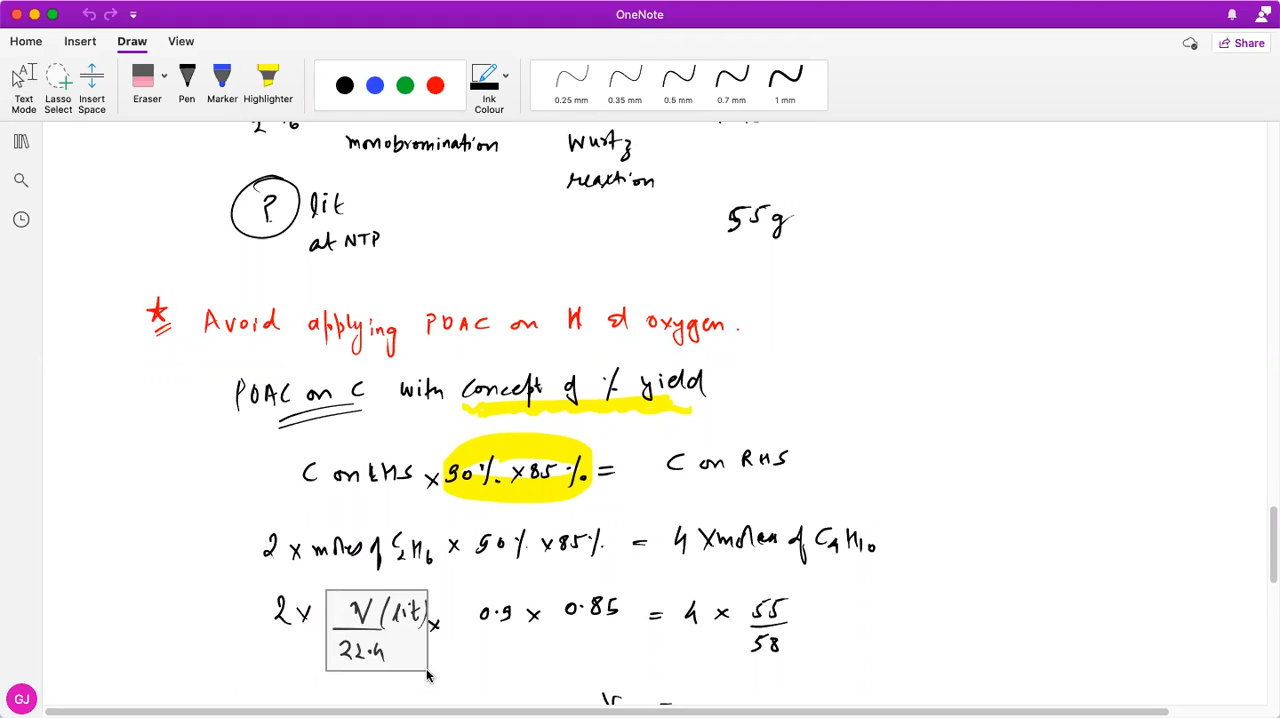 OneNote
Home Insert Draw View
Share
Text Mode
Lasso Select
Insert Space
Eraser
Pen
Marker
Highlighter
Ink Colour
0.25 mm 0.35 mm 0.5 mm 0.7 mm 1 mm
monobromination Wurtz
reaction
? lit
at NTP
55g
★ Avoid applying POAC on H & oxygen.
POAC on C with concept of % yield
C on LHS × 90% × 85% = C on RHS
2 × moles of C2H6 × 90% × 85% = 4 × moles of C4H10
2 × V(lit) × 0.9 × 0.85 = 4 × 55
22.4 58
GJ